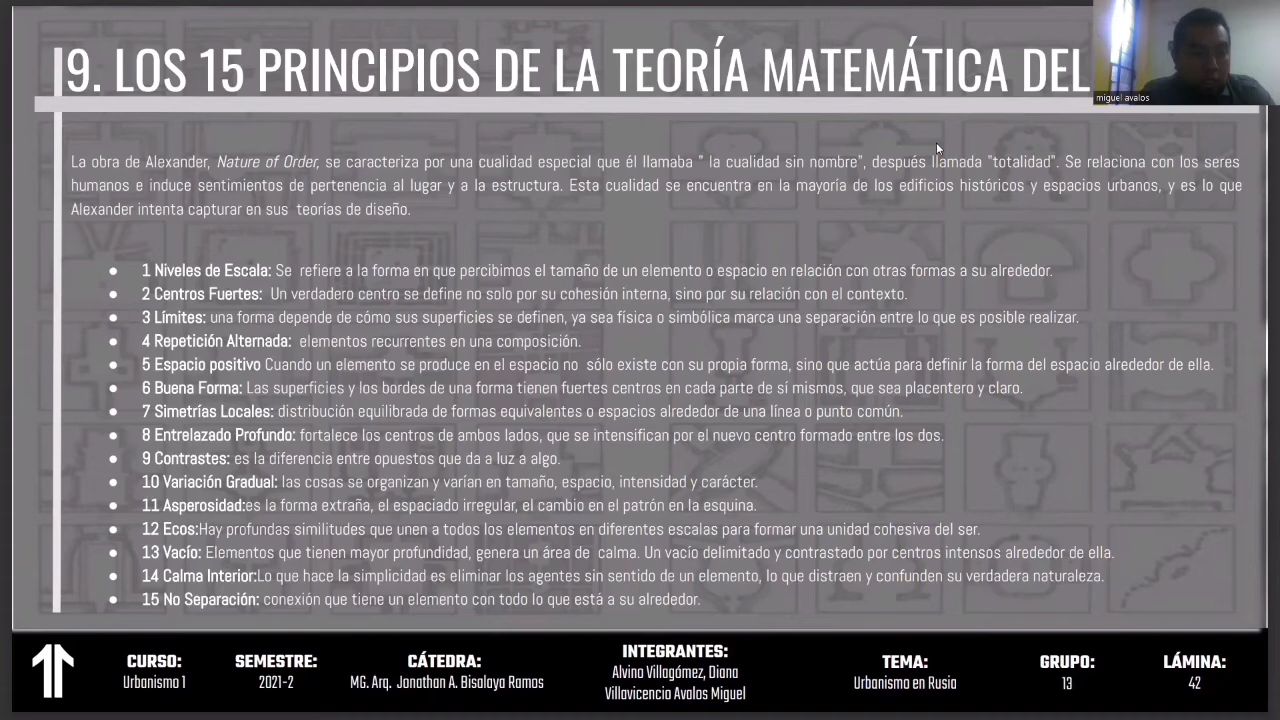 9. LOS 15 PRINCIPIOS DE LA TEORÍA MATEMÁTICA DEL
miguel avalos
La obra de Alexander, Nature of Order, se caracteriza por una cualidad especial que él llamaba " la cualidad sin nombre", después llamada "totalidad". Se relaciona con los seres
humanos e induce sentimientos de pertenencia al lugar y a la estructura. Esta cualidad se encuentra en la mayoría de los edificios históricos y espacios urbanos, y es lo que
Alexander intenta capturar en sus teorías de diseño.
● 1 Niveles de Escala: Se refiere a la forma en que percibimos el tamaño de un elemento o espacio en relación con otras formas a su alrededor.
● 2 Centros Fuertes: Un verdadero centro se define no solo por su cohesión interna, sino por su relación con el contexto.
● 3 Límites: una forma depende de cómo sus superficies se definen, ya sea física o simbólica marca una separación entre lo que es posible realizar.
● 4 Repetición Alternada: elementos recurrentes en una composición.
● 5 Espacio positivo Cuando un elemento se produce en el espacio no sólo existe con su propia forma, sino que actúa para definir la forma del espacio alrededor de ella.
● 6 Buena Forma: Las superficies y los bordes de una forma tienen fuertes centros en cada parte de sí mismos, que sea placentero y claro.
● 7 Simetrías Locales: distribución equilibrada de formas equivalentes o espacios alrededor de una línea o punto común.
● 8 Entrelazado Profundo: fortalece los centros de ambos lados, que se intensifican por el nuevo centro formado entre los dos.
● 9 Contrastes: es la diferencia entre opuestos que da a luz a algo.
● 10 Variación Gradual: las cosas se organizan y varían en tamaño, espacio, intensidad y carácter.
● 11 Asperosidad:es la forma extraña, el espaciado irregular, el cambio en el patrón en la esquina.
● 12 Ecos:Hay profundas similitudes que unen a todos los elementos en diferentes escalas para formar una unidad cohesiva del ser.
● 13 Vacío: Elementos que tienen mayor profundidad, genera un área de calma. Un vacío delimitado y contrastado por centros intensos alrededor de ella.
● 14 Calma Interior:Lo que hace la simplicidad es eliminar los agentes sin sentido de un elemento, lo que distraen y confunden su verdadera naturaleza.
● 15 No Separación: conexión que tiene un elemento con todo lo que está a su alrededor.
CURSO:
Urbanismo 1
SEMESTRE:
2021-2
CÁTEDRA:
MG. Arq. Jonathan A. Bisalaya Ramos
INTEGRANTES:
Alvino Villagómez, Diana
Villavicencia Avalos Miguel
TEMA:
Urbanismo en Rusia
GRUPO:
13
LÁMINA:
42